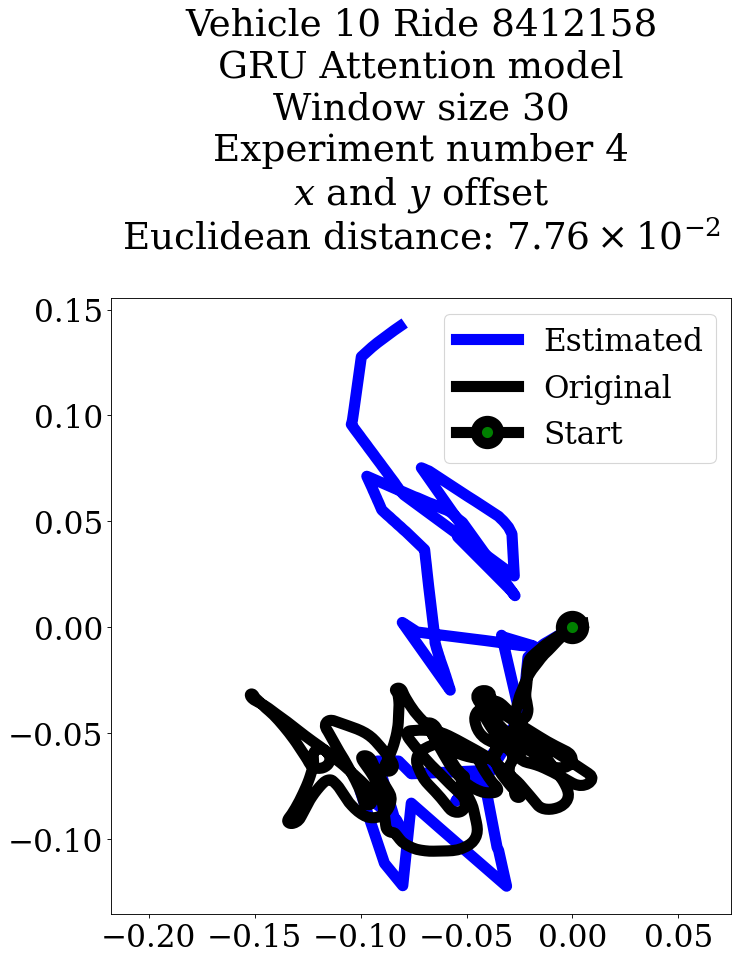 Vehicle 10 Ride 8412158
GRU Attention model
Window size 30
Experiment number 4
x and y offset
Euclidean distance: 7.76 × 10⁻²
0.15
0.10
0.05
0.00
−0.05
−0.10
Estimated
Original
Start
−0.20 −0.15 −0.10 −0.05 0.00 0.05